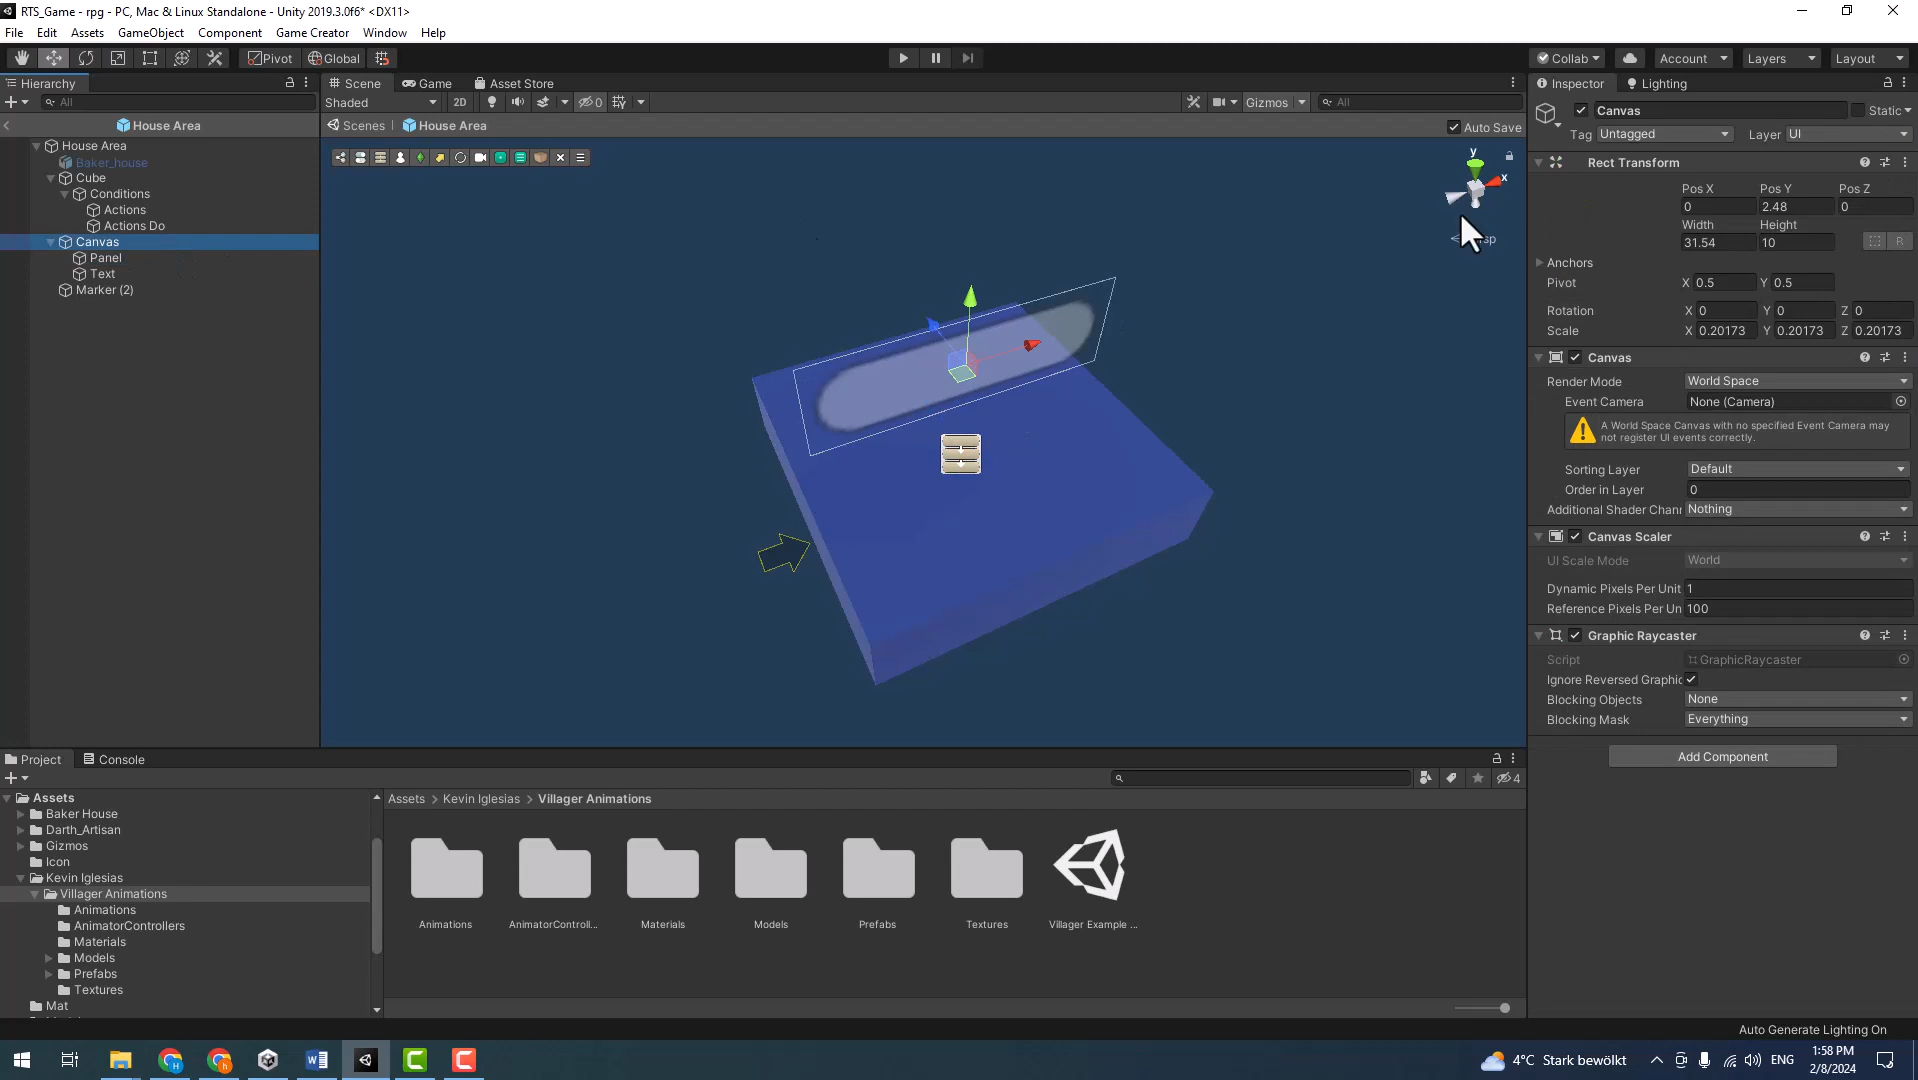 RTS_Game - rpg - PC, Mac & Linux Standalone - Unity 2019.3.0f6* <DX11>
File Edit Assets GameObject Component Game Creator Window Help
Pivot Global Collab Account Layers Layout
Hierarchy Scene Game Asset Store Inspector Lighting
All Shaded 2D 0 Gizmos All Canvas Static
House Area Scenes House Area Auto Save Tag Untagged Layer UI
House Area
Baker_house y Rect Transform
Cube x Pos X Pos Y Pos Z
Conditions 0 2.48 0
Actions Width Height
Actions Do 31.54 10 R
Canvas
Panel Anchors
Text Pivot X 0.5 Y 0.5
Marker (2)
Rotation X 0 Y 0 Z 0
Scale X 0.20173 Y 0.20173 Z 0.20173
Canvas
Render Mode World Space
Event Camera None (Camera)
A World Space Canvas with no specified Event Camera may
not register UI events correctly.
Sorting Layer Default
Order in Layer 0
Additional Shader Chanr Nothing
Canvas Scaler
UI Scale Mode World
Dynamic Pixels Per Unit 1
Reference Pixels Per Un 100
Graphic Raycaster
Script GraphicRaycaster
Ignore Reversed Graphic
Blocking Objects None
Blocking Mask Everything
Add Component
Project Console
4
Assets Assets > Kevin Iglesias > Villager Animations
Baker House
Darth_Artisan
Gizmos
Icon
Kevin Iglesias
Villager Animations
Animations
AnimatorControllers
Materials
Models
Prefabs
Textures
Mat
Animations AnimatorControll... Materials Models Prefabs Textures Villager Example ...
Auto Generate Lighting On
4°C Stark bewölkt ENG 1:58 PM
2/8/2024